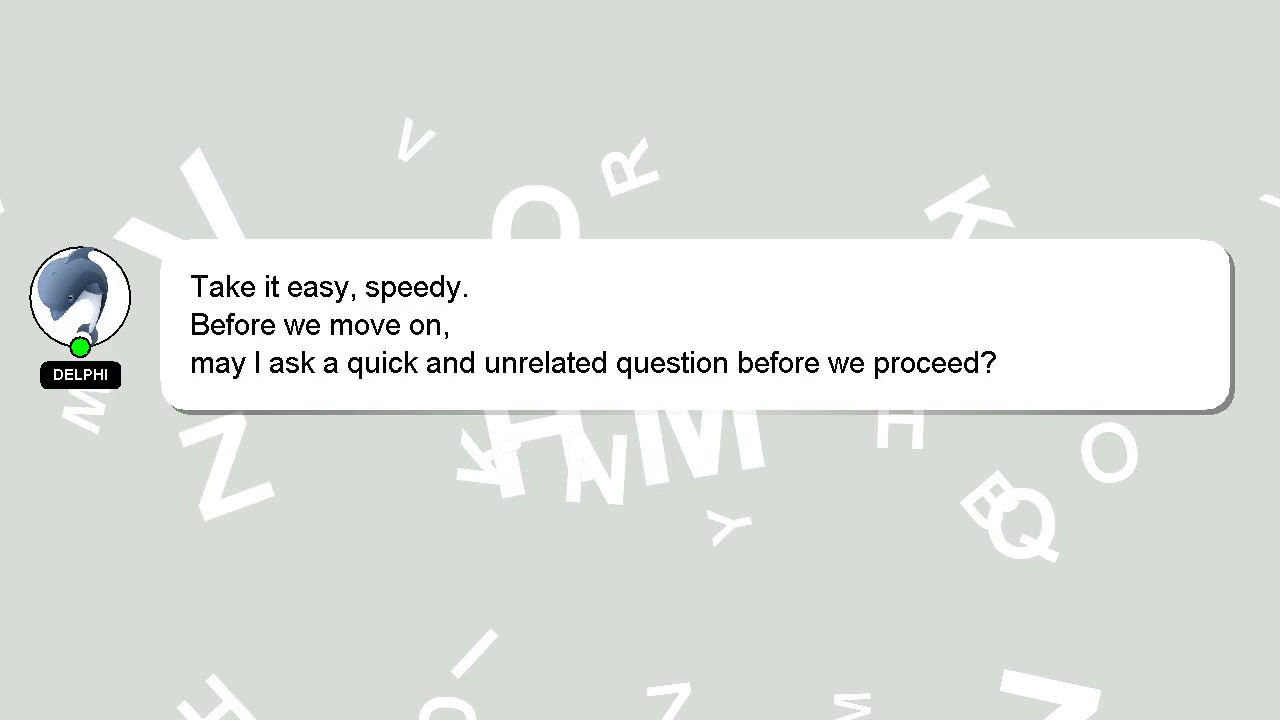 Take it easy, speedy.
Before we move on,
may I ask a quick and unrelated question before we proceed?
DELPHI
V
R
K
Y
O
M
Z
H
K
N
M
H
O
B
Q
Y
I
H
O
Z
M